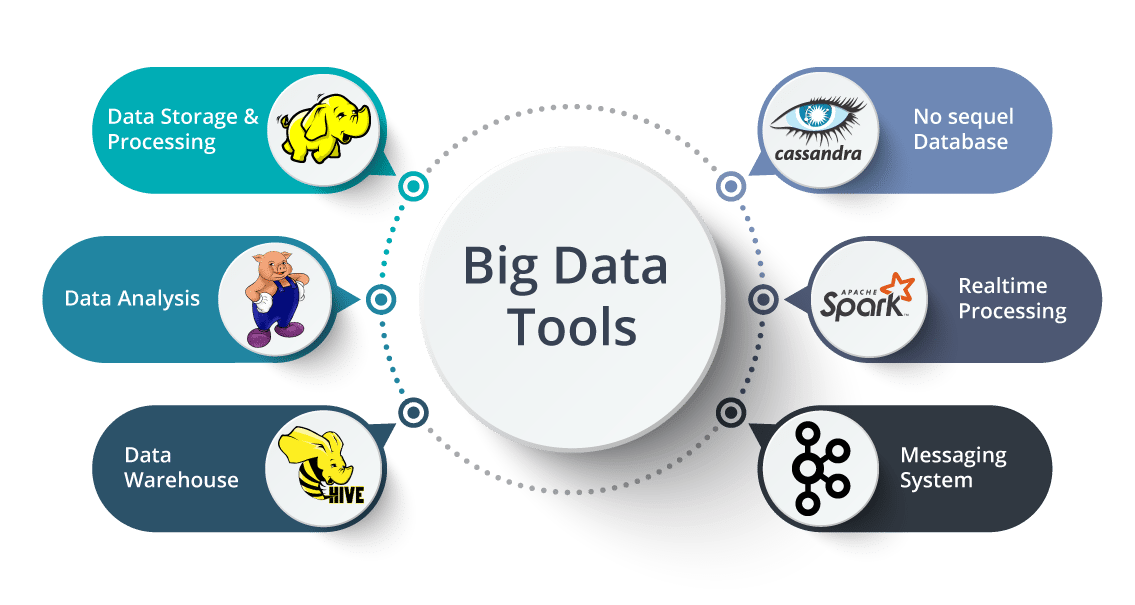 Big Data
Tools
Data Storage &
Processing
Data Analysis
Data
Warehouse
HIVE
cassandra
No sequel
Database
APACHE
Spark™
Realtime
Processing
Messaging
System